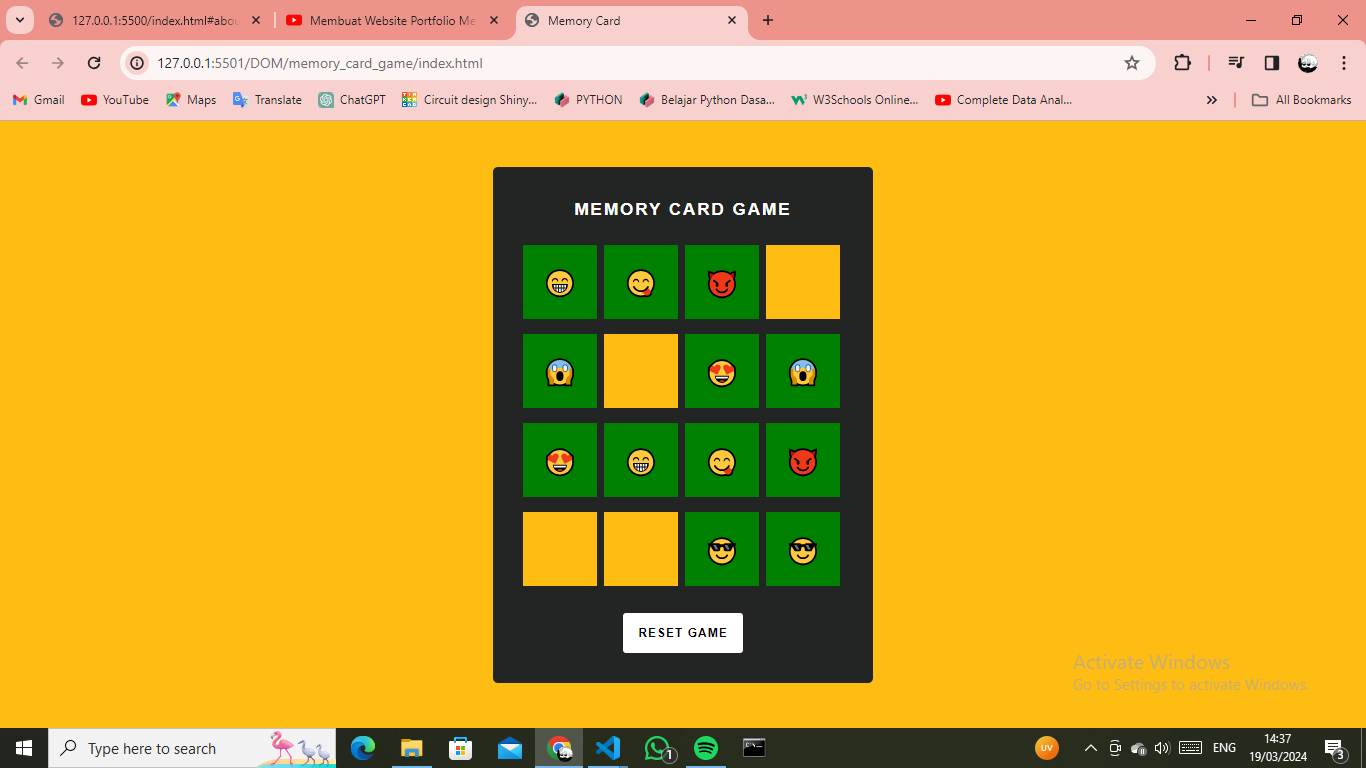 127.0.0.1:5500/index.html#abou
Membuat Website Portfolio Me
Memory Card
127.0.0.1:5501/DOM/memory_card_game/index.html
Gmail
YouTube
Maps
Translate
ChatGPT
Circuit design Shiny...
PYTHON
Belajar Python Dasa...
W3Schools Online...
Complete Data Anal...
All Bookmarks
MEMORY CARD GAME
RESET GAME
Activate Windows
Go to Settings to activate Windows.
Type here to search
1
UV
ENG
14:37
19/03/2024
3